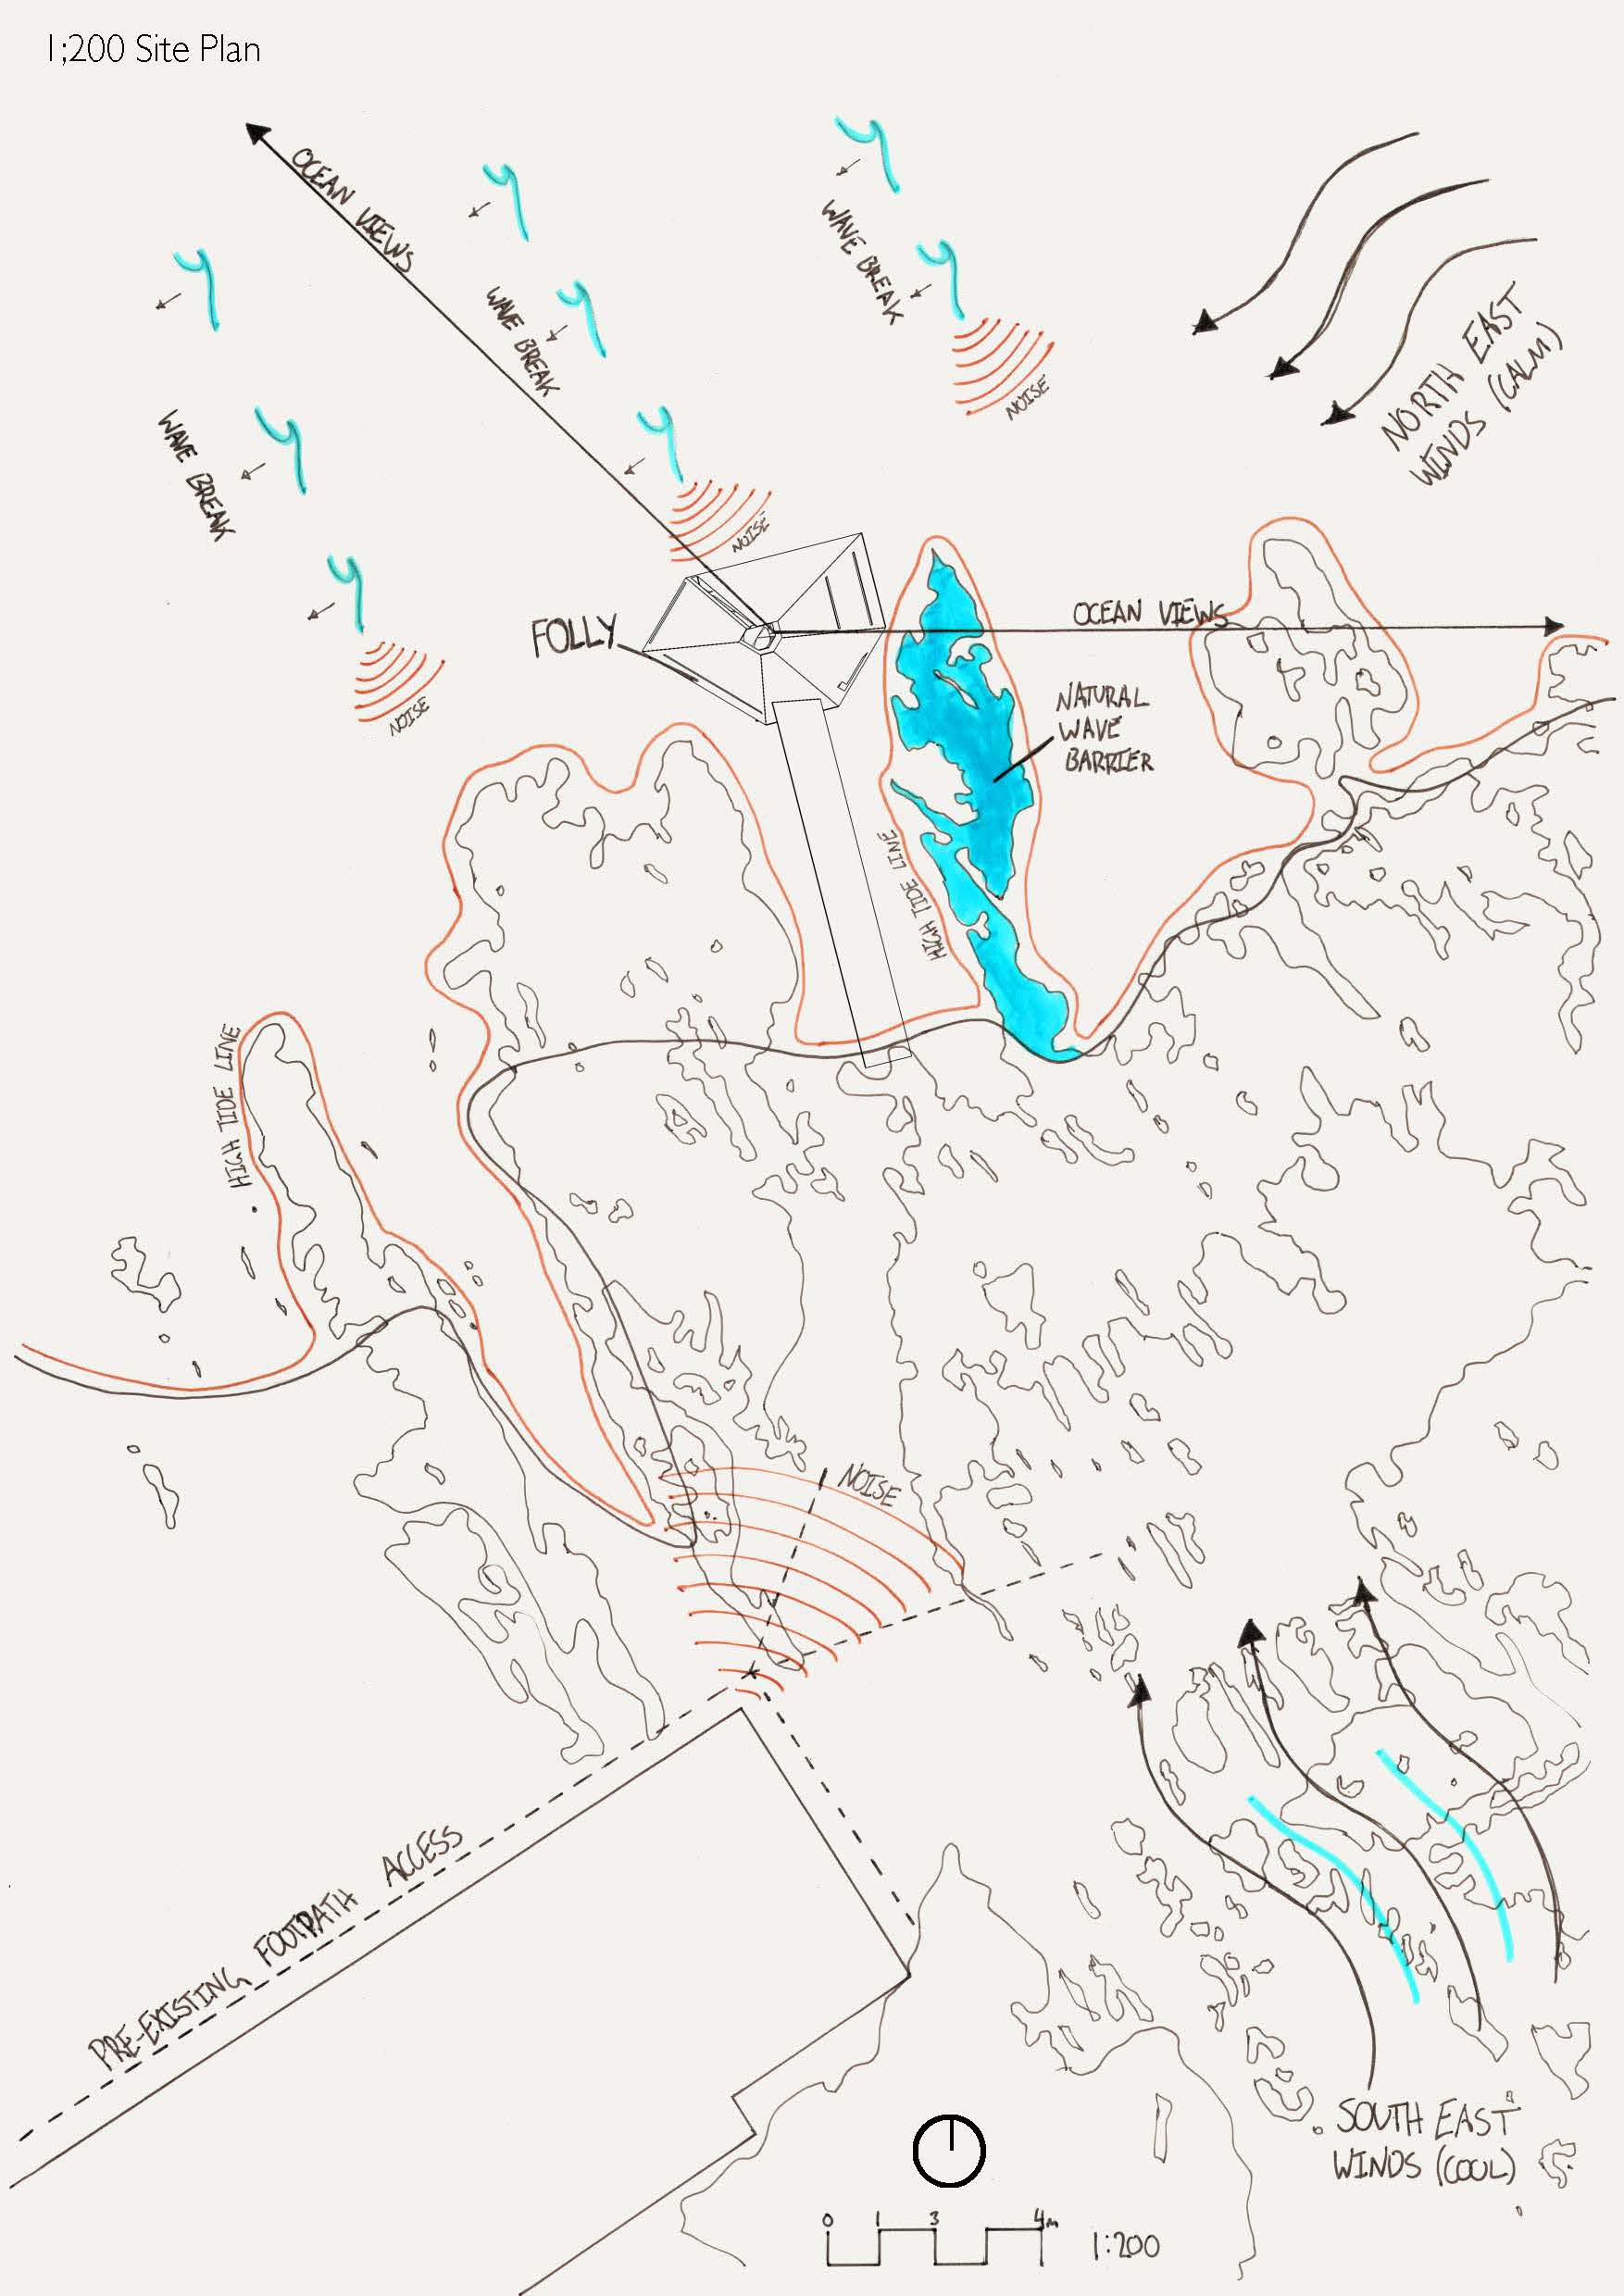 1;200 Site Plan
OCEAN VIEWS
WAVE BREAK
WAVE BREAK
WAVE BREAK
NOISE
NORTH EAST
WINDS (CALM)
NOISE
NOISE
FOLLY
OCEAN VIEWS
NATURAL
WAVE
BARRIER
HIGH TIDE LINE
HIGH TIDE LINE
NOISE
PRE-EXISTING FOOTPATH ACCESS
SOUTH EAST
WINDS (COOL)
0 1 3 4m
1:200